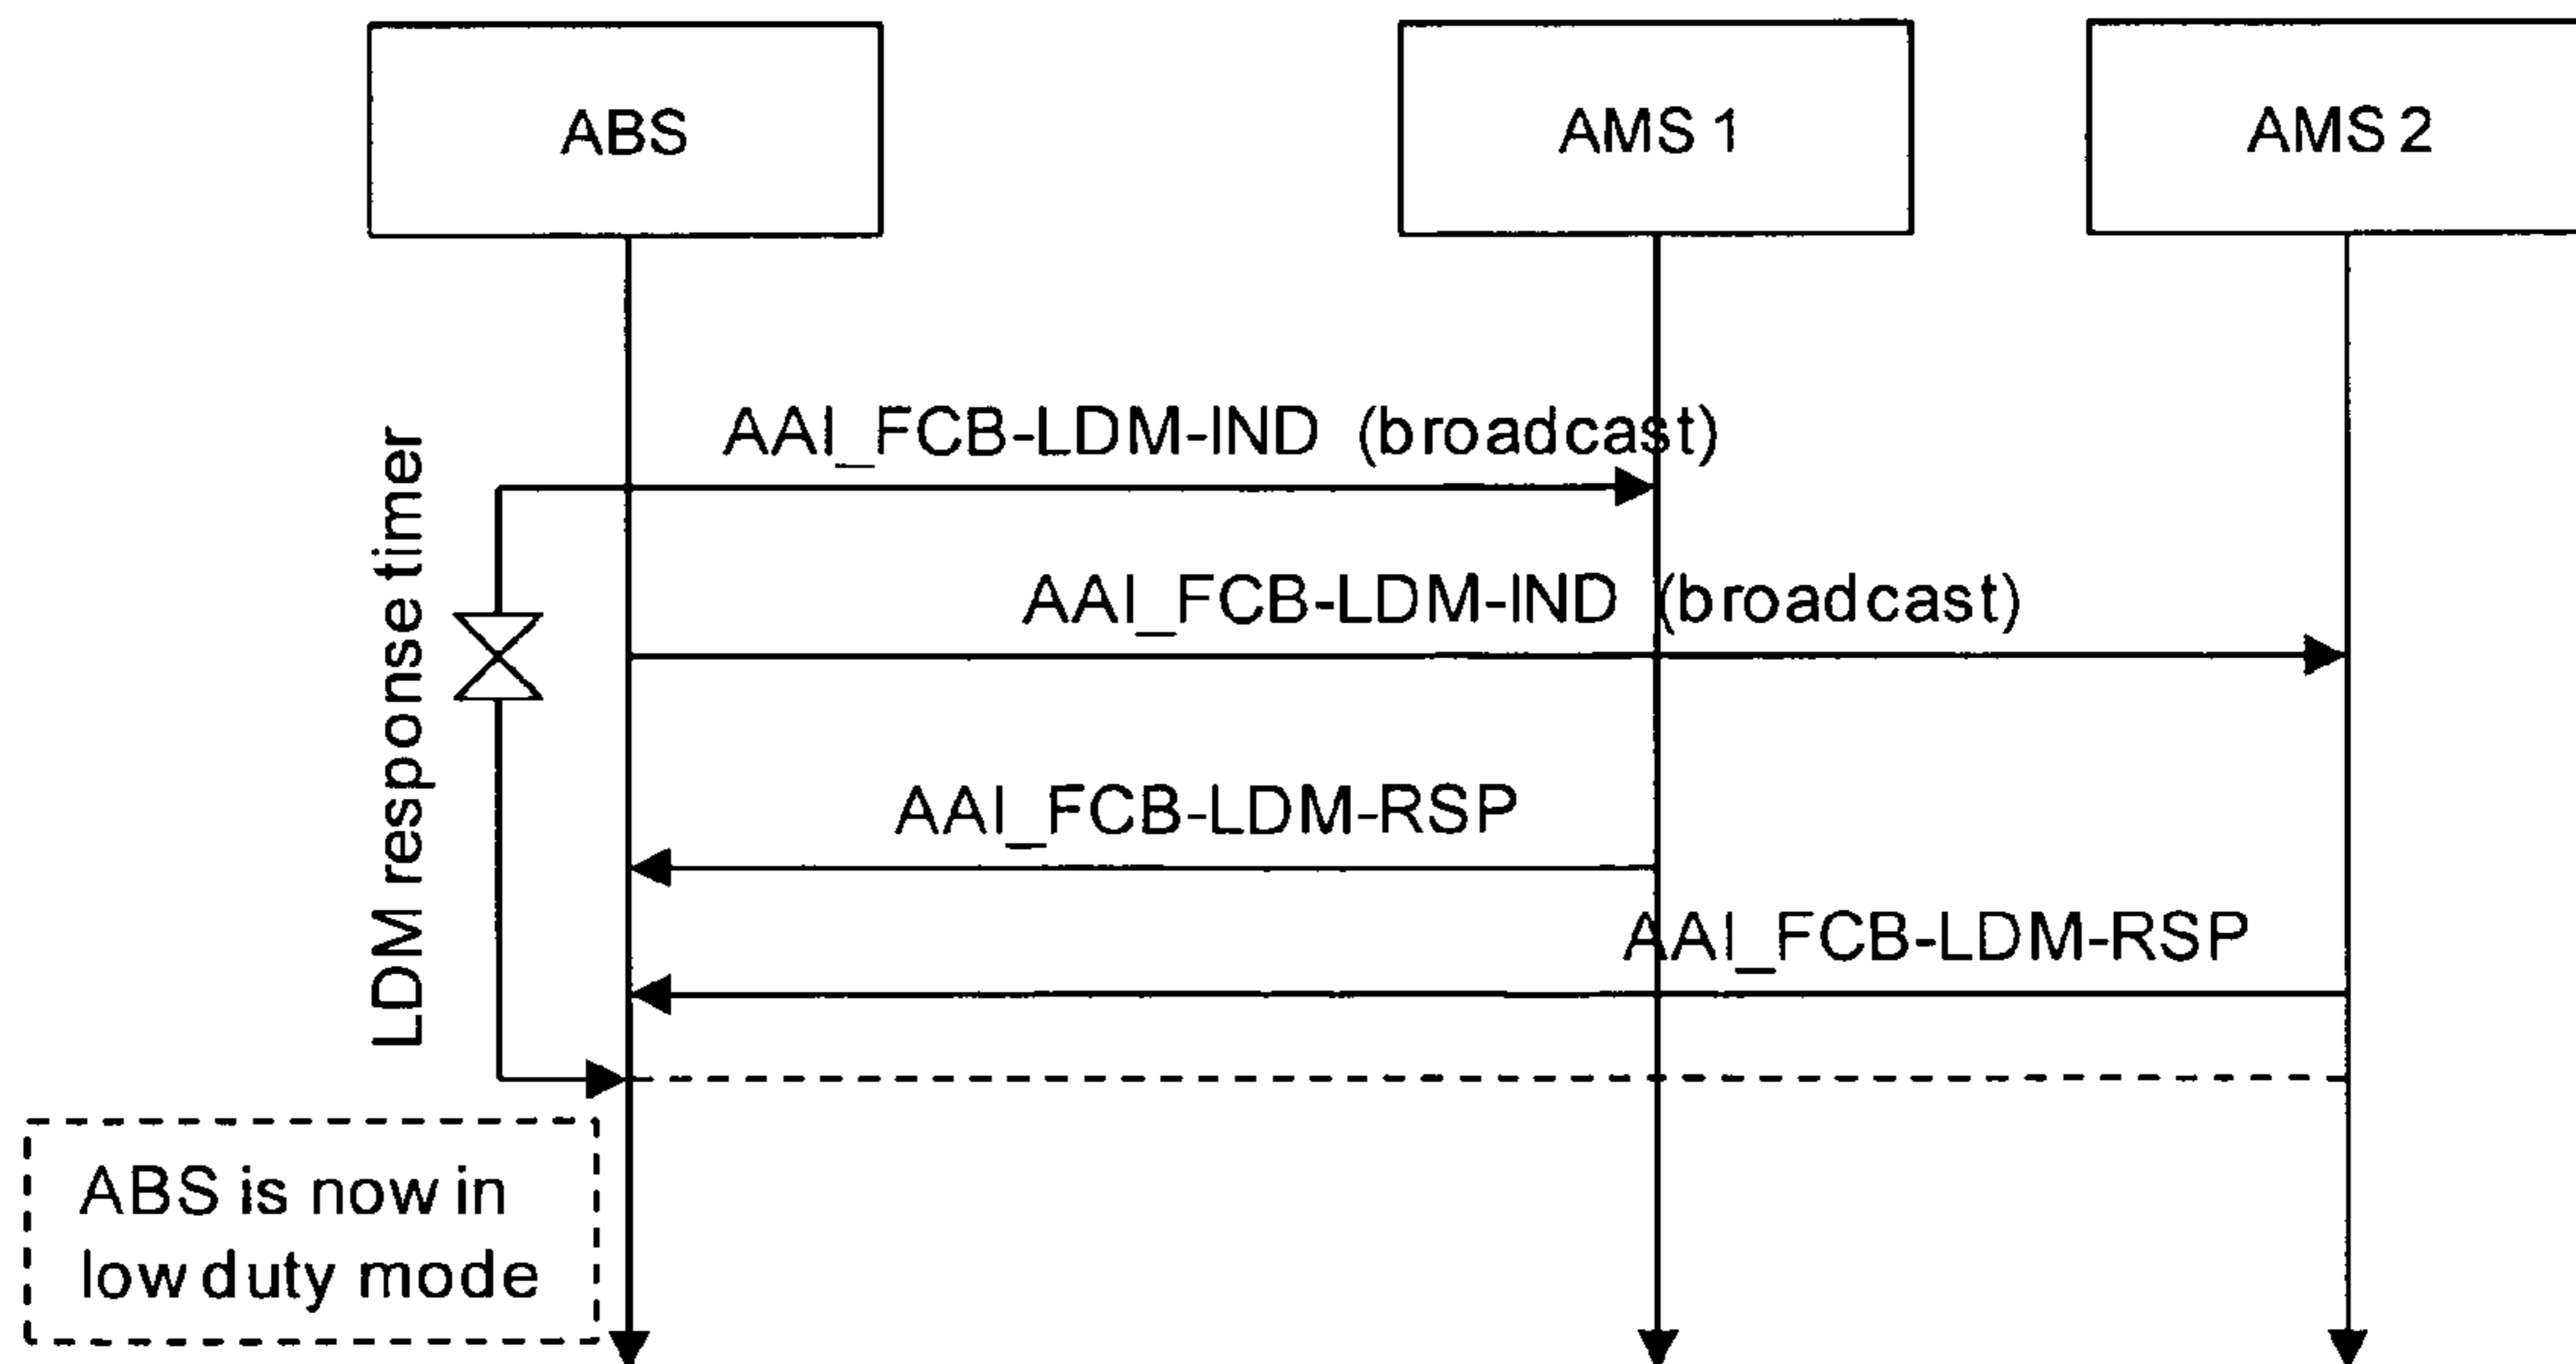 ABS
AMS 1
AMS 2
AAI_FCB-LDM-IND (broadcast)
LDM response timer
AAI_FCB-LDM-IND (broadcast)
AAI_FCB-LDM-RSP
AAI_FCB-LDM-RSP
ABS is now in
low duty mode